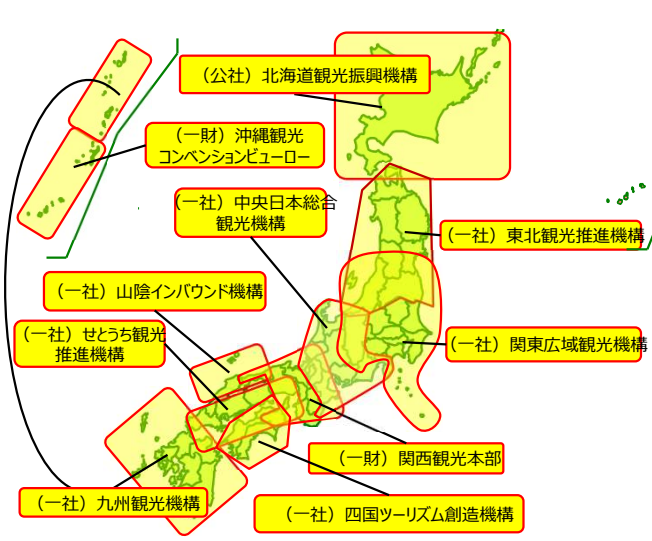 （公社）北海道観光振興機構
（一財）沖縄観光
コンベンションビューロー
（一社）中央日本総合
観光機構
（一社）東北観光推進機構
（一社）山陰インバウンド機構
（一社）せとうち観光
推進機構
（一社）関東広域観光機構
（一財）関西観光本部
（一社）九州観光機構
（一社）四国ツーリズム創造機構